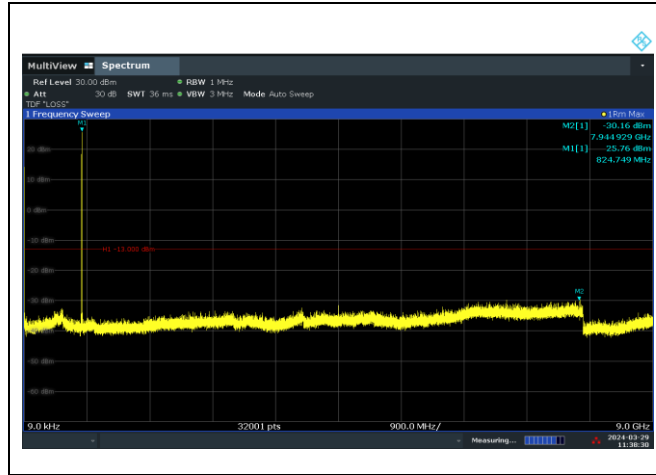 MultiView Spectrum
Ref Level 30.00 dBm RBW 1 MHz
Att 30 dB SWT 36 ms VBW 3 MHz Mode Auto Sweep
TDF "LOSS"
1 Frequency Sweep 1Rm Max
M1 M2[1] -30.16 dBm
7.944929 GHz
M1[1] 25.76 dBm
824.749 MHz
20 dBm
10 dBm
0 dBm
-10 dBm
H1 -13.000 dBm
-20 dBm
M2
-30 dBm
-40 dBm
-50 dBm
-60 dBm
9.0 kHz 32001 pts 900.0 MHz/ 9.0 GHz
Measuring... 2024-03-29
11:38:30